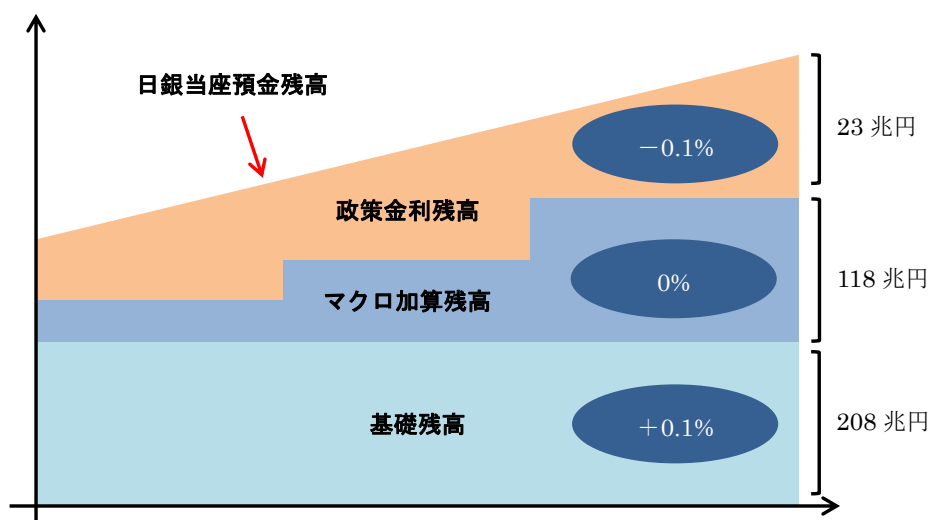 日銀当座預金残高
－0.1%
23 兆円
政策金利残高
0%
118 兆円
マクロ加算残高
基礎残高
＋0.1%
208 兆円